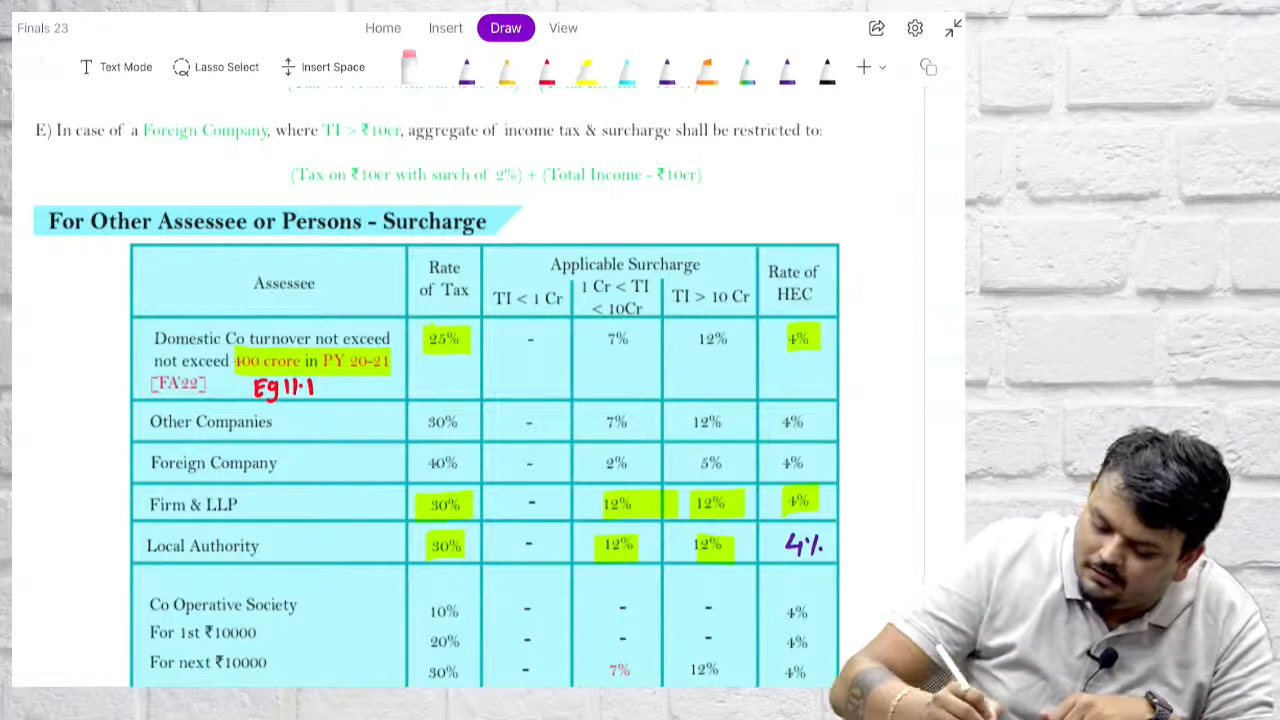 Finals 23
Home Insert Draw View
Text Mode Lasso Select Insert Space
E) In case of a Foreign Company, where TI > ₹10cr, aggregate of income tax & surcharge shall be restricted to:
(Tax on ₹10cr with surch of 2%) + (Total Income - ₹10cr)
For Other Assessee or Persons - Surcharge
Assessee
Rate
of Tax
Applicable Surcharge
TI < 1 Cr
1 Cr < TI
< 10Cr
TI > 10 Cr
Rate of
HEC
Domestic Co turnover not exceed 25% - 7% 12% 4%
not exceed 400 crore in PY 20-21
[FA'22] Eg 11.1
Other Companies 30% - 7% 12% 4%
Foreign Company 40% - 2% 5% 4%
Firm & LLP 30% - 12% 12% 4%
Local Authority 30% - 12% 12% 4%
Co Operative Society 10% - - - 4%
For 1st ₹10000 20% - - - 4%
For next ₹10000 30% - 7% 12% 4%